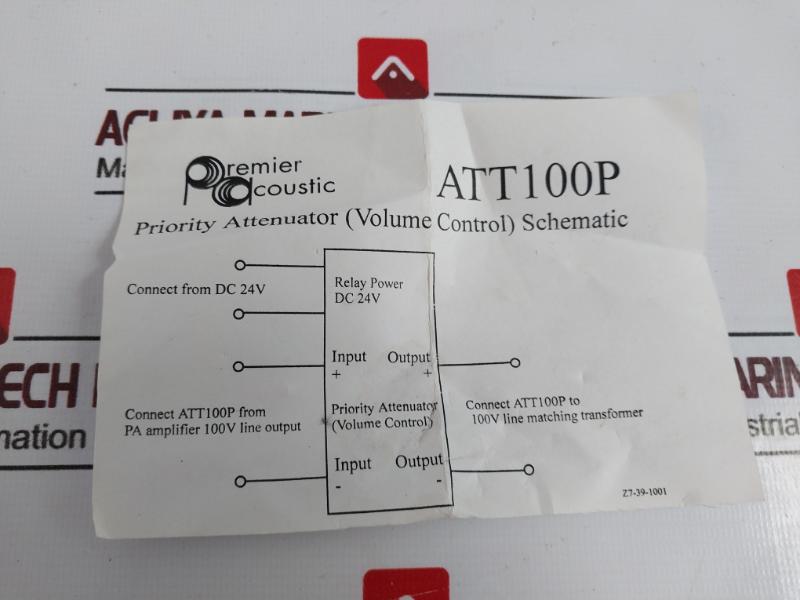 Premier
acoustic
ATT100P
Priority Attenuator (Volume Control) Schematic
Connect from DC 24V
Relay Power
DC 24V
Input Output
+ +
Connect ATT100P from
PA amplifier 100V line output
Priority Attenuator
(Volume Control)
Connect ATT100P to
100V line matching transformer
Input Output
- -
Z7-39-1001
ECH
mation